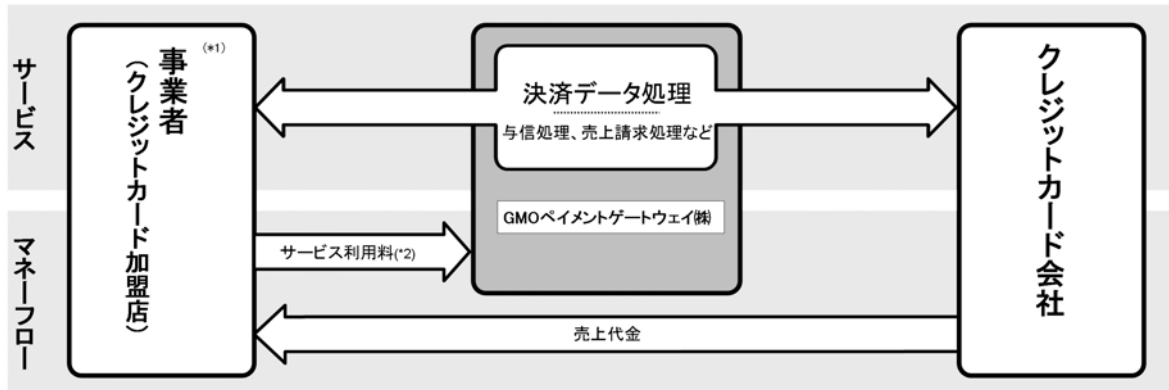 サービス
事業者(*1)
(クレジットカード加盟店)
決済データ処理
与信処理、売上請求処理など
クレジットカード会社
GMOペイメントゲートウェイ㈱
マネーフロー
サービス利用料(*2)
売上代金